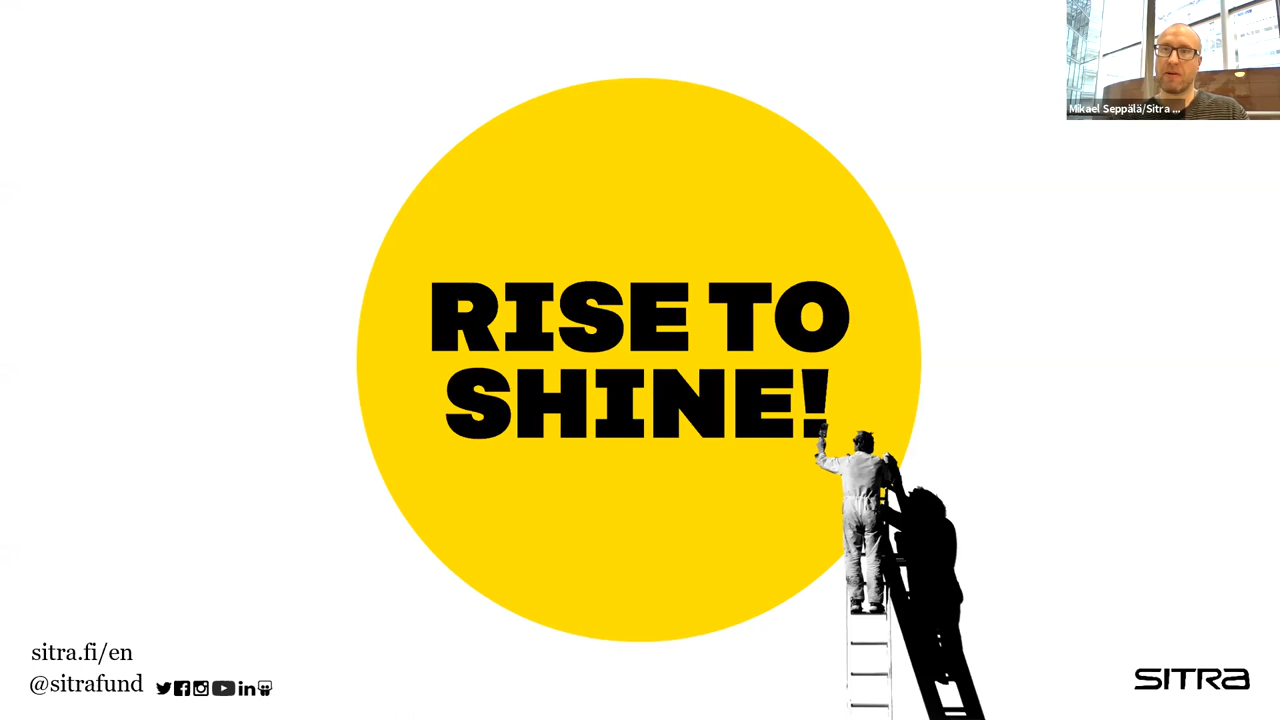 Mikael Seppälä/Sitra ...
RISE TO
SHINE!
sitra.fi/en
@sitrafund
SITRA